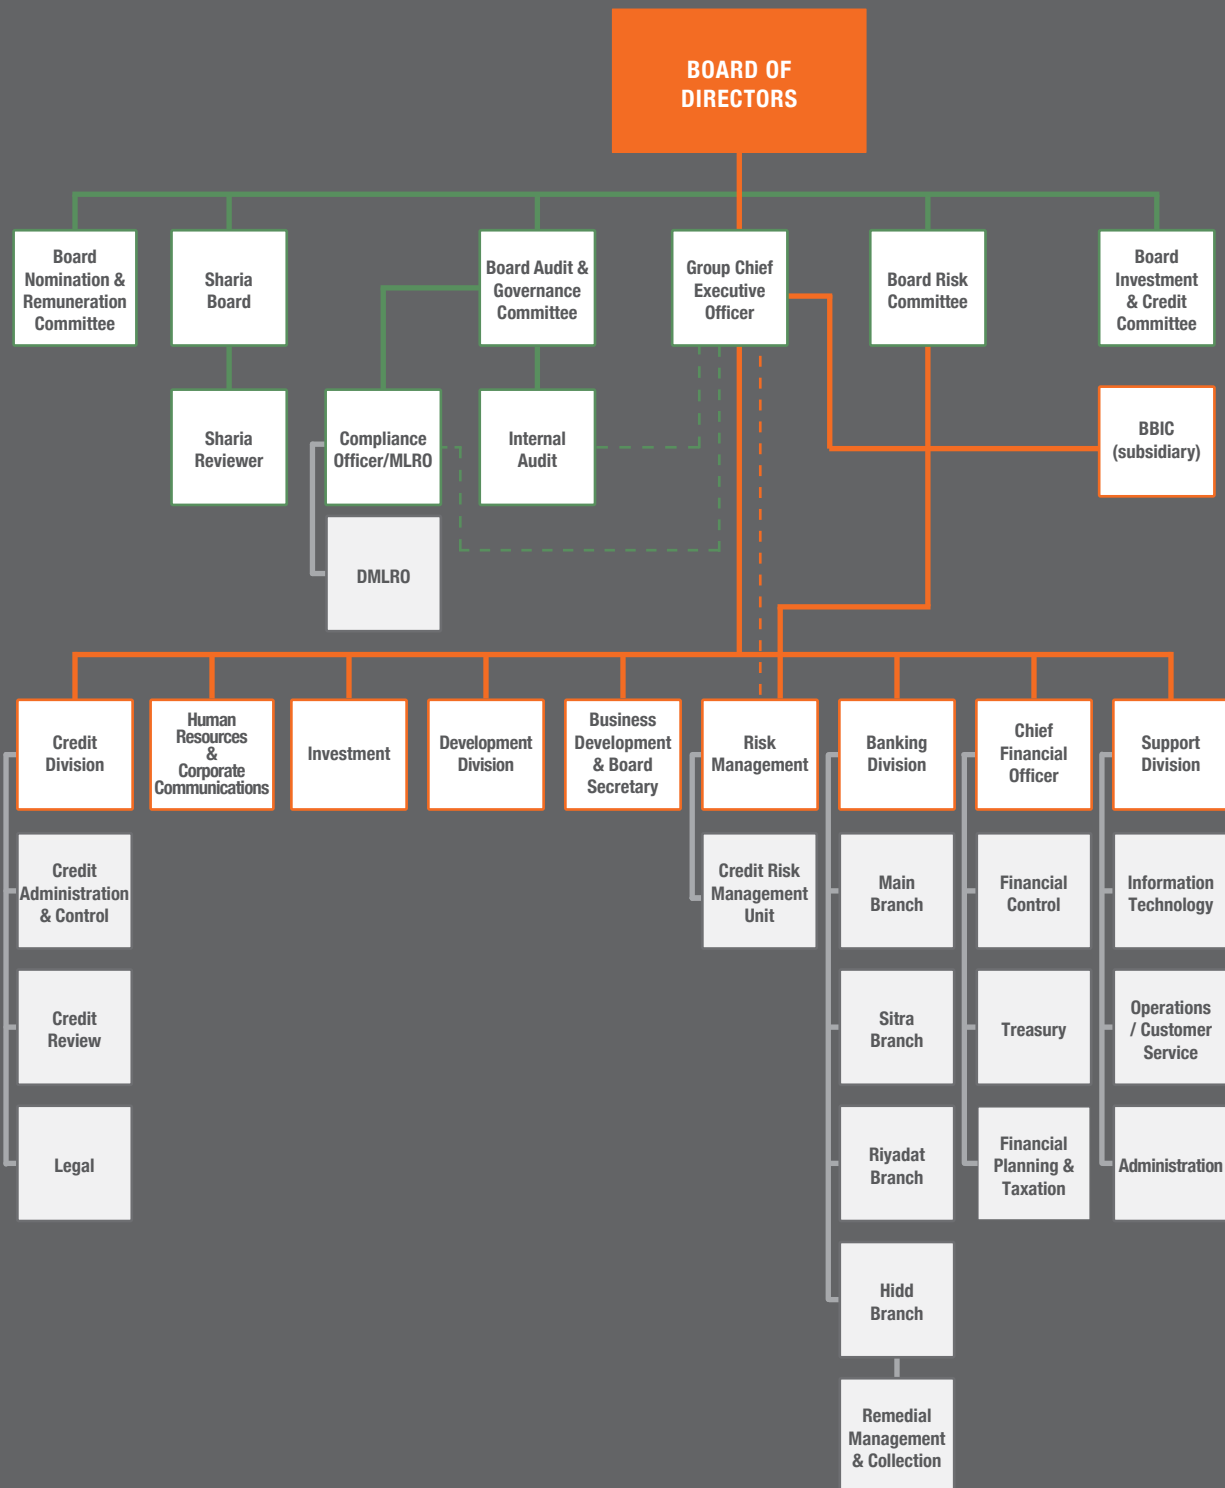 BOARD OF
DIRECTORS
Board
Nomination &
Remuneration
Committee
Sharia
Board
Board Audit &
Governance
Committee
Group Chief
Executive
Officer
Board Risk
Committee
Board
Investment
& Credit
Committee
Sharia
Reviewer
Compliance
Officer/MLRO
Internal
Audit
BBIC
(subsidiary)
DMLRO
Credit
Division
Human
Resources
&
Corporate
Communications
Investment
Development
Division
Business
Development
& Board
Secretary
Risk
Management
Banking
Division
Chief
Financial
Officer
Support
Division
Credit
Administration
& Control
Credit Risk
Management
Unit
Main
Branch
Financial
Control
Information
Technology
Credit
Review
Sitra
Branch
Treasury
Operations
/ Customer
Service
Legal
Riyadat
Branch
Financial
Planning &
Taxation
Administration
Hidd
Branch
Remedial
Management
& Collection